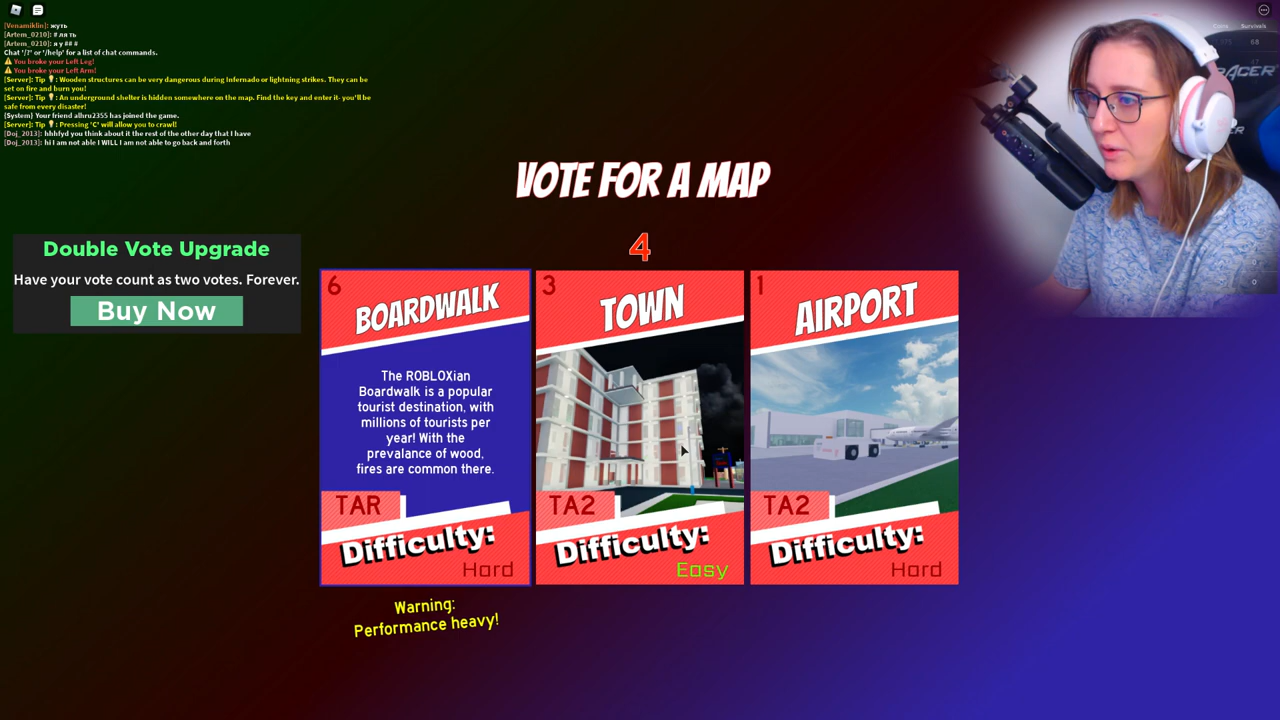 [Venamiklin]: жуть
[Artem_0210]: # ля ть
[Artem_0210]: я у ## #
Chat '/?' or '/help' for a list of chat commands.
You broke your Left Leg!
You broke your Left Arm!
[Server]: Tip : Wooden structures can be very dangerous during Infernado or lightning strikes. They can be
set on fire and burn you!
[Server]: Tip : An underground shelter is hidden somewhere on the map. Find the key and enter it- you'll be
safe from every disaster!
(System) Your friend alhru2355 has joined the game.
[Server]: Tip : Pressing 'C' will allow you to crawl!
[Doj_2013]: hhhfyd you think about it the rest of the other day that I have
[Doj_2013]: hi I am not able I WILL I am not able to go back and forth
Coins Survivals
68
VOTE FOR A MAP
4
Double Vote Upgrade
Have your vote count as two votes. Forever.
Buy Now
6
BOARDWALK
The ROBLOXian
Boardwalk is a popular
tourist destination, with
millions of tourists per
year! With the
prevalance of wood,
fires are common there.
TAR
Difficulty:
Hard
Warning:
Performance heavy!
3
TOWN
TA2
Difficulty:
Easy
1
AIRPORT
TA2
Difficulty:
Hard
0
0